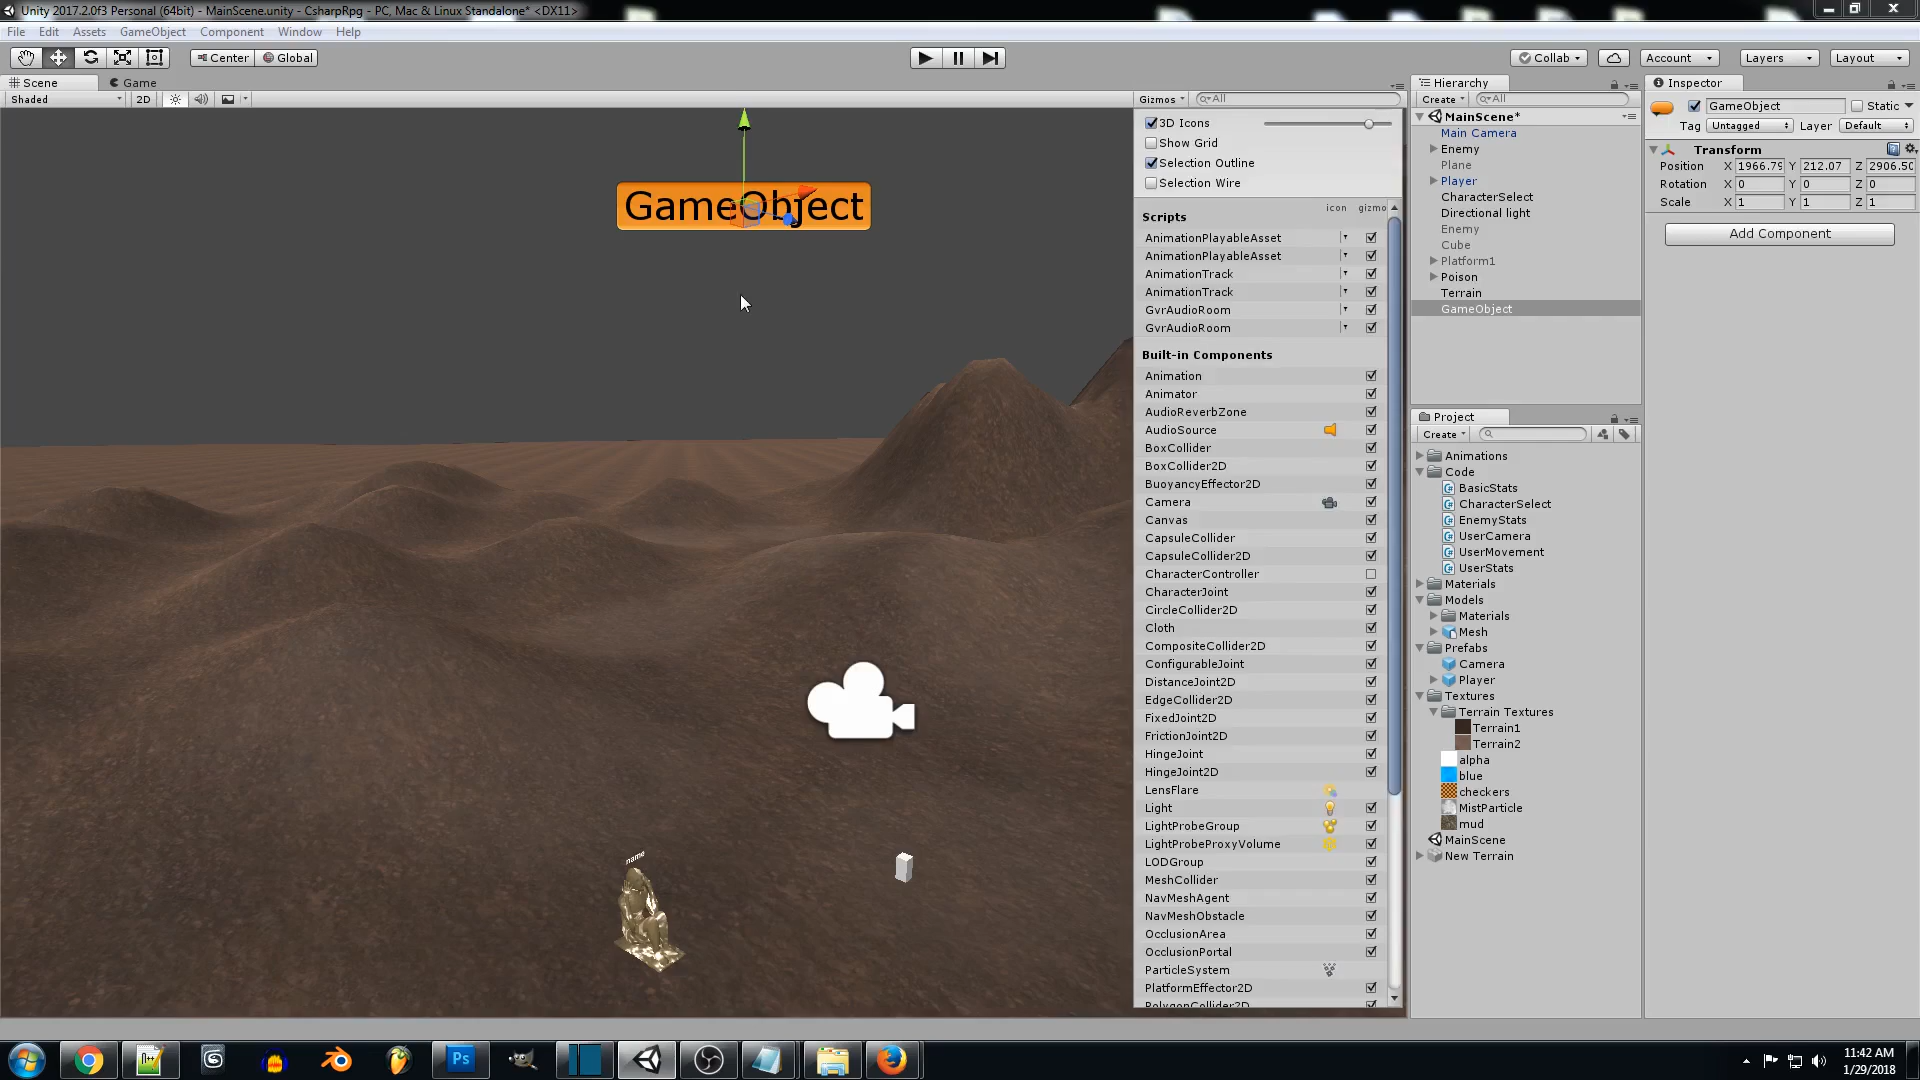 Unity 2017.2.0f3 Personal (64bit) - MainScene.unity - CsharpRpg - PC, Mac & Linux Standalone* <DX11>
File Edit Assets GameObject Component Window Help
Center Global Collab Account Layers Layout
Scene Game
Shaded 2D Gizmos All
3D Icons
Show Grid
Selection Outline
Selection Wire
icon gizmo
Scripts
AnimationPlayableAsset
AnimationPlayableAsset
AnimationTrack
AnimationTrack
GvrAudioRoom
GvrAudioRoom
Built-in Components
Animation
Animator
AudioReverbZone
AudioSource
BoxCollider
BoxCollider2D
BuoyancyEffector2D
Camera
Canvas
CapsuleCollider
CapsuleCollider2D
CharacterController
CharacterJoint
CircleCollider2D
Cloth
CompositeCollider2D
ConfigurableJoint
DistanceJoint2D
EdgeCollider2D
FixedJoint2D
FrictionJoint2D
HingeJoint
HingeJoint2D
LensFlare
Light
LightProbeGroup
LightProbeProxyVolume
LODGroup
MeshCollider
NavMeshAgent
NavMeshObstacle
OcclusionArea
OcclusionPortal
ParticleSystem
PlatformEffector2D
PolygonCollider2D
GameObject
name
Hierarchy
Create All
MainScene*
Main Camera
Enemy
Plane
Player
CharacterSelect
Directional light
Enemy
Cube
Platform1
Poison
Terrain
GameObject
Project
Create
Animations
Code
BasicStats
CharacterSelect
EnemyStats
UserCamera
UserMovement
UserStats
Materials
Models
Materials
Mesh
Prefabs
Camera
Player
Textures
Terrain Textures
Terrain1
Terrain2
alpha
blue
checkers
MistParticle
mud
MainScene
New Terrain
Inspector
GameObject Static
Tag Untagged Layer Default
Transform
Position X 1966.79 Y 212.07 Z 2906.50
Rotation X 0 Y 0 Z 0
Scale X 1 Y 1 Z 1
Add Component
Ps
11:42 AM
1/29/2018